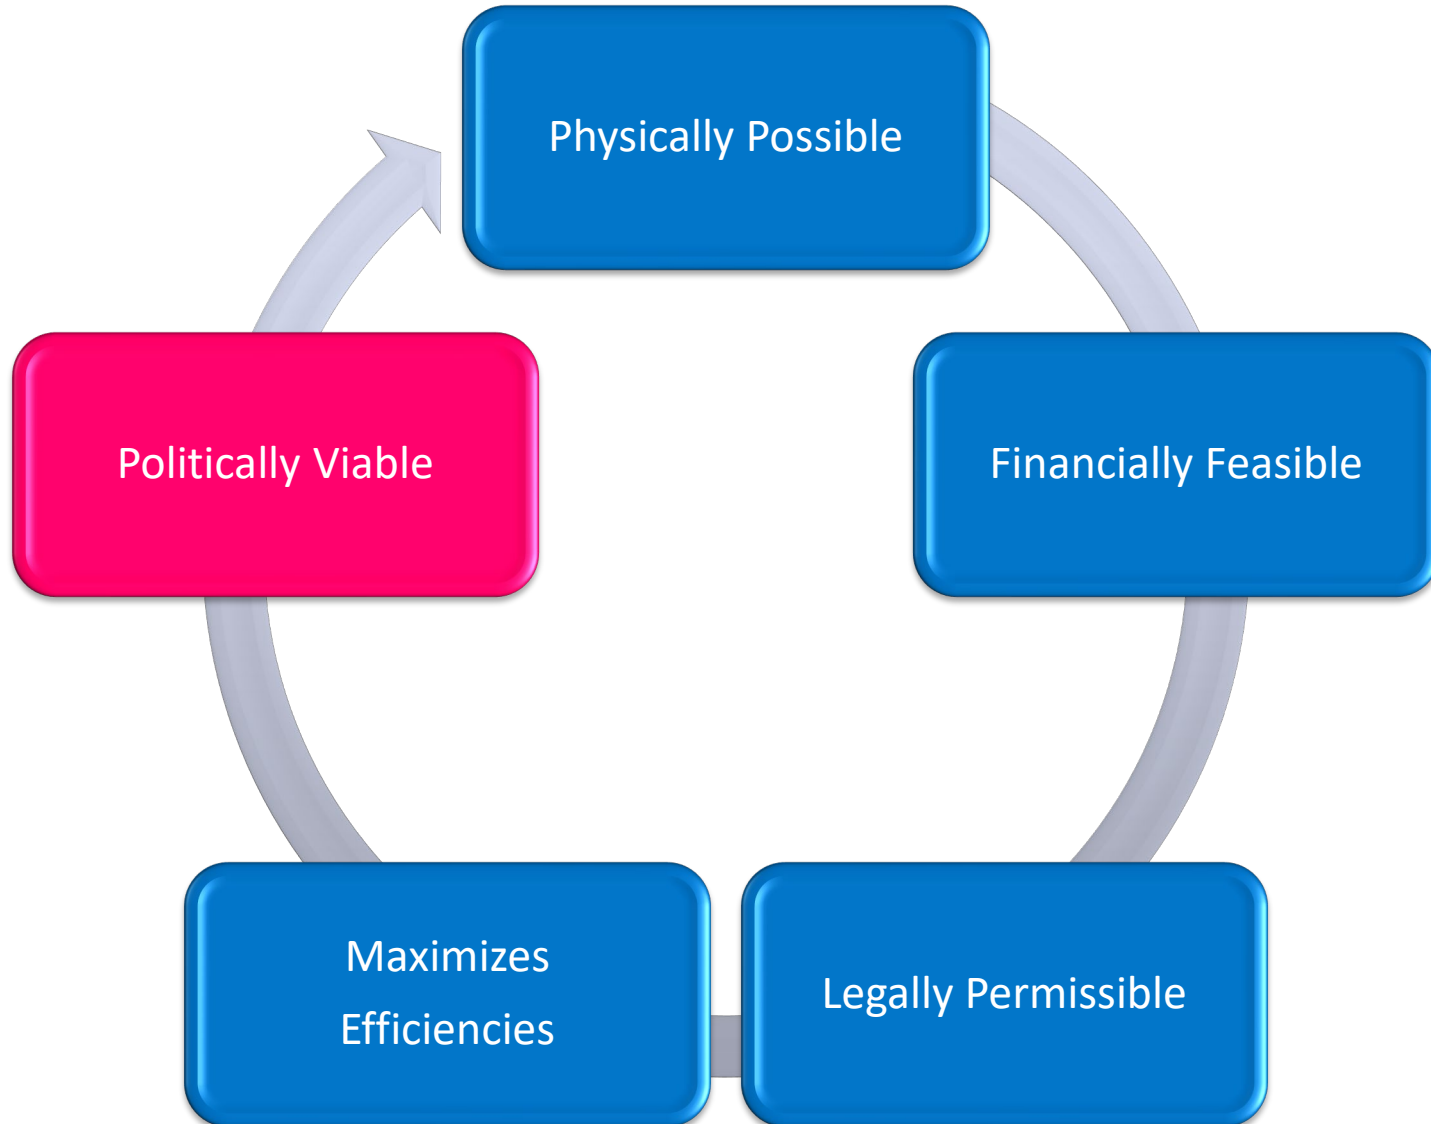 Physically Possible
Politically Viable
Financially Feasible
Maximizes
Efficiencies
Legally Permissible